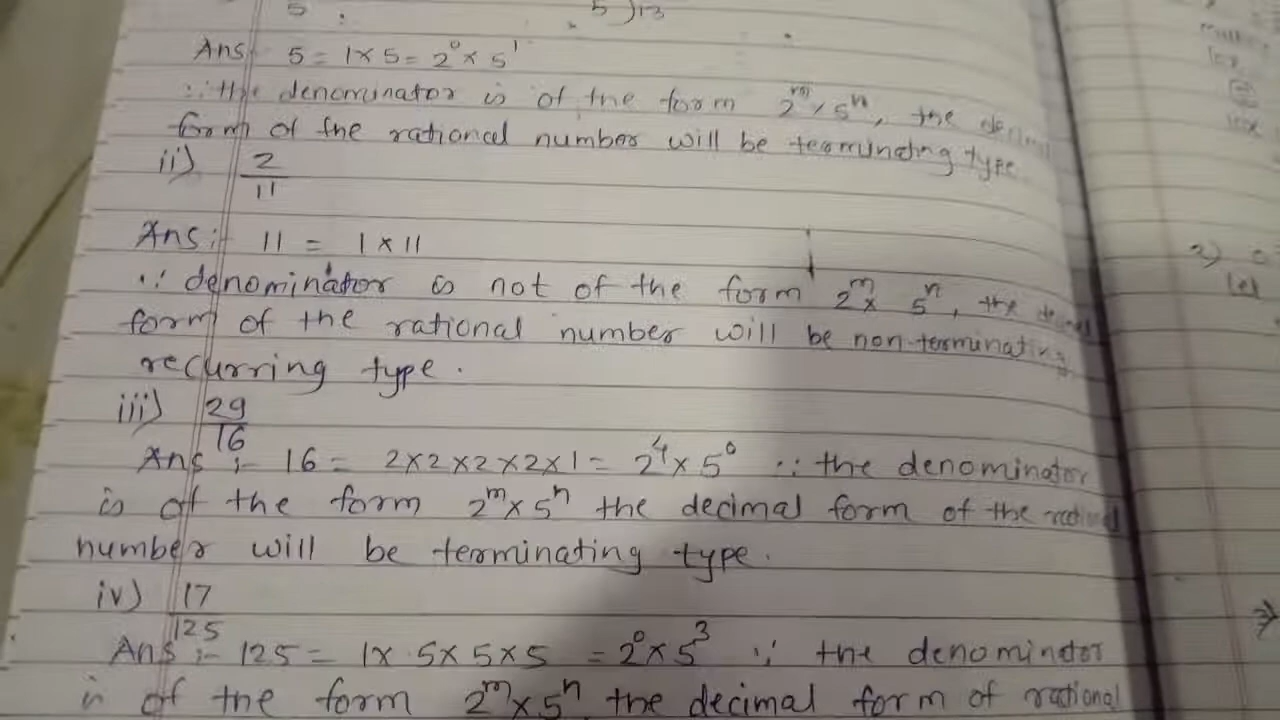 5 5)13
Ans 5 = 1 x 5 = 2⁰ x 5¹
∵ the denominator is of the form 2ᵐ x 5ⁿ, the
form of the rational number will be terminating type
ii) 2/11
Ans :- 11 = 1 x 11
∵ denominator is not of the form 2ᵐ x 5ⁿ, the
form of the rational number will be non-terminating
recurring type.
iii) 29/16
Ans :- 16 = 2x2x2x2x1 = 2⁴ x 5⁰ ∵ the denominator
is of the form 2ᵐ x 5ⁿ the decimal form of the
number will be terminating type.
iv) 17/125
Ans :- 125 = 1x 5x 5x 5 = 2⁰ x 5³ ∵ the denominator
is of the form 2ᵐ x 5ⁿ the decimal form of rational
2)